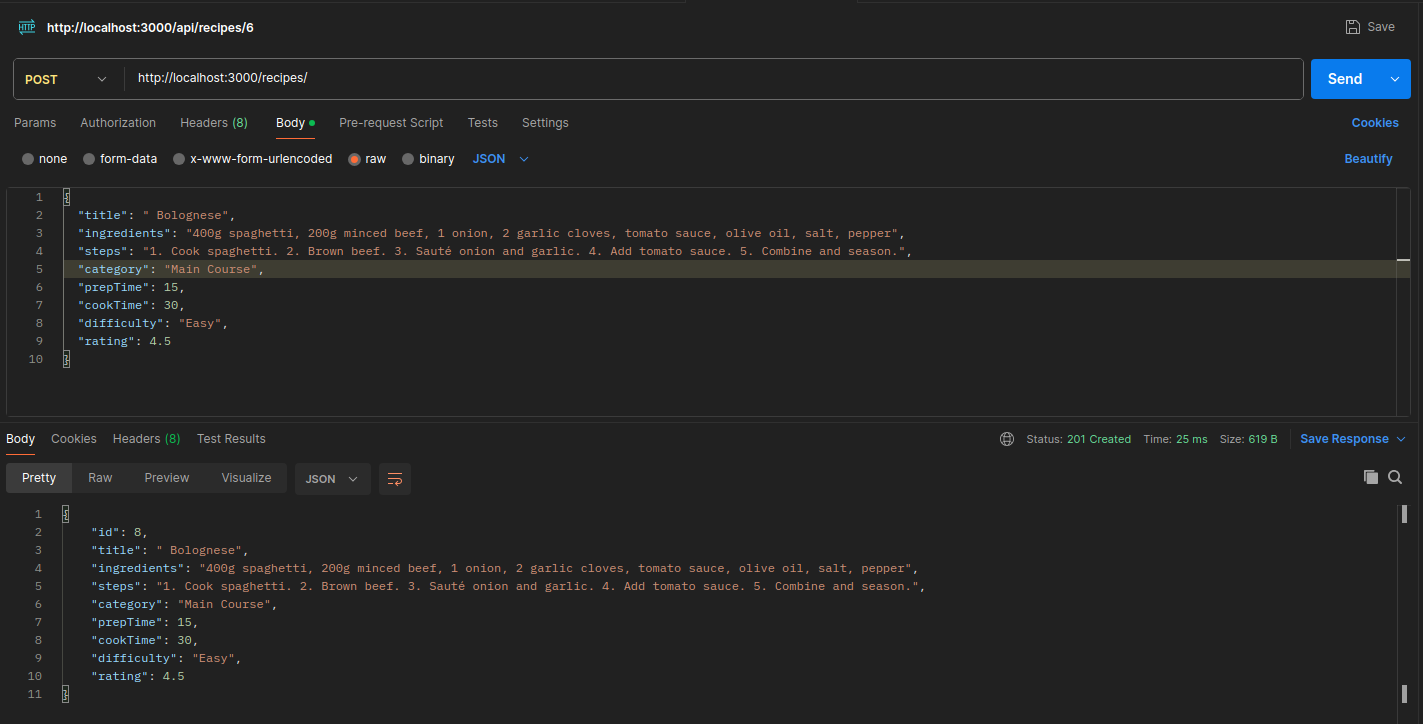 HTTP http://localhost:3000/api/recipes/6 Save
POST http://localhost:3000/recipes/ Send
Params Authorization Headers (8) Body Pre-request Script Tests Settings Cookies
none form-data x-www-form-urlencoded raw binary JSON Beautify
1 {
2 "title": " Bolognese",
3 "ingredients": "400g spaghetti, 200g minced beef, 1 onion, 2 garlic cloves, tomato sauce, olive oil, salt, pepper",
4 "steps": "1. Cook spaghetti. 2. Brown beef. 3. Sauté onion and garlic. 4. Add tomato sauce. 5. Combine and season.",
5 "category": "Main Course",
6 "prepTime": 15,
7 "cookTime": 30,
8 "difficulty": "Easy",
9 "rating": 4.5
10 }
Body Cookies Headers (8) Test Results Status: 201 Created Time: 25 ms Size: 619 B Save Response
Pretty Raw Preview Visualize JSON
1 {
2 "id": 8,
3 "title": " Bolognese",
4 "ingredients": "400g spaghetti, 200g minced beef, 1 onion, 2 garlic cloves, tomato sauce, olive oil, salt, pepper",
5 "steps": "1. Cook spaghetti. 2. Brown beef. 3. Sauté onion and garlic. 4. Add tomato sauce. 5. Combine and season.",
6 "category": "Main Course",
7 "prepTime": 15,
8 "cookTime": 30,
9 "difficulty": "Easy",
10 "rating": 4.5
11 }